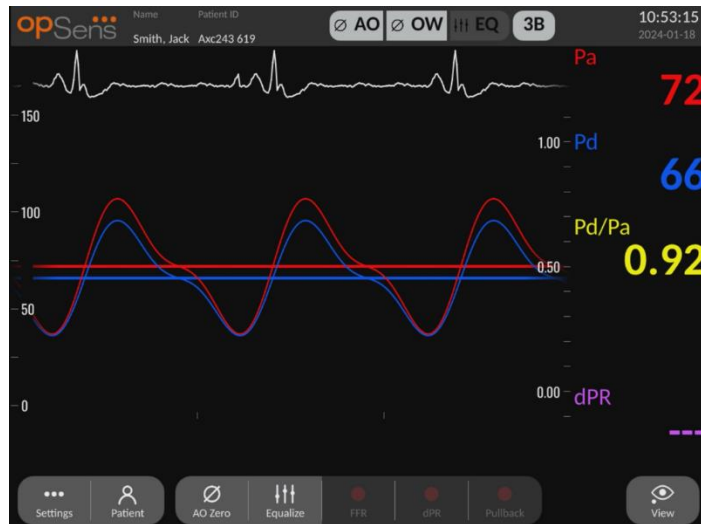 opSens
Name Patient ID
Smith, Jack Axc243 619
Ø AO Ø OW EQ 3B
10:53:15
2024-01-18
Pa
72
150
1.00
Pd
66
100
Pd/Pa
0.92
0.50
50
0.00
dPR
0
---
Settings Patient AO Zero Equalize FFR dPR Pullback View